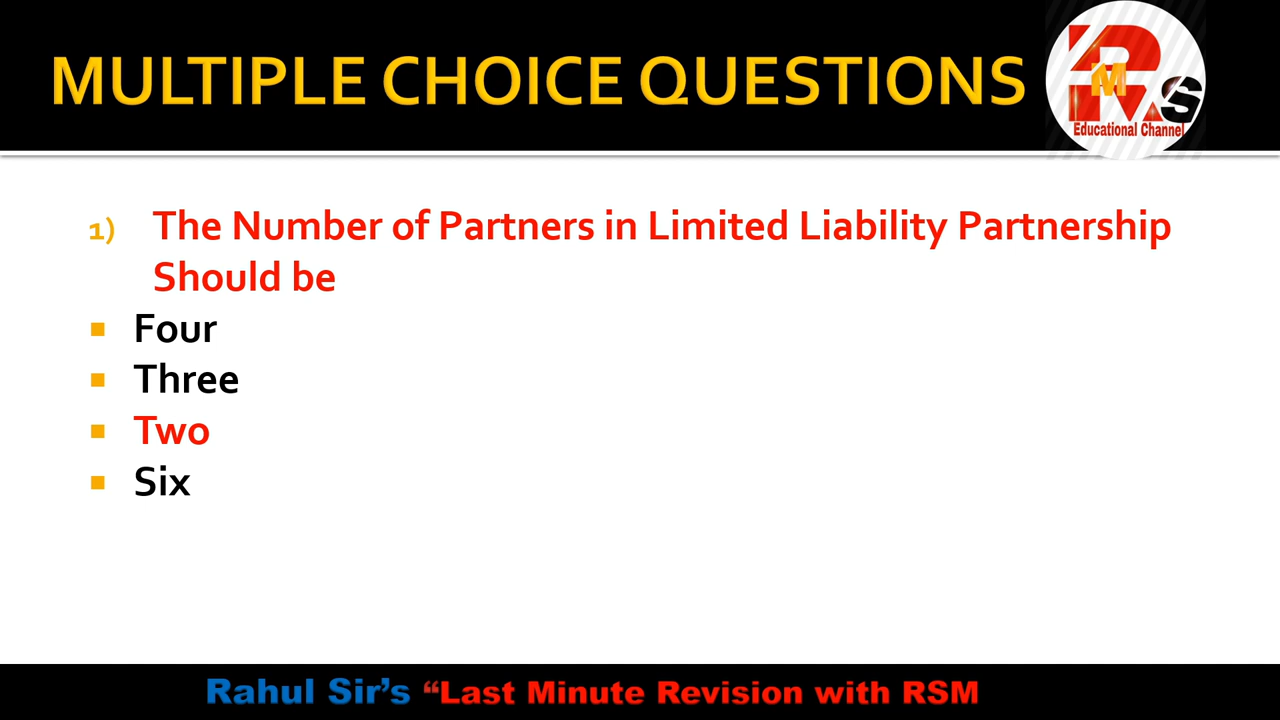 MULTIPLE CHOICE QUESTIONS
RMS
Educational Channel
1) The Number of Partners in Limited Liability Partnership
Should be
Four
Three
Two
Six
Rahul Sir’s “Last Minute Revision with RSM